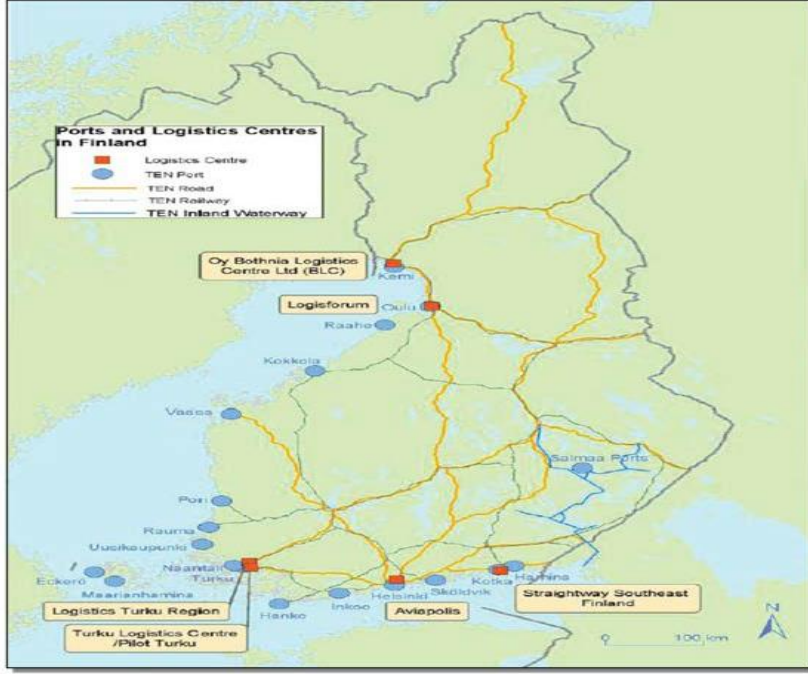 Ports and Logistics Centres
in Finland
Logistics Centre
TEN Port
TEN Road
TEN Railway
TEN Inland Waterway
Oy Bothnia Logistics
Centre Ltd (BLC)
Kemi
Logisforum
Oulu
Raahe
Kokkola
Vaasa
Saimaa Ports
Pori
Rauma
Uusikaupunki
Naantali
Turku
Eckerö
Maarianhamina
Hanko
Inkoo
Helsinki
Sköldvik
Kotka
Hamina
Logistics Turku Region
Aviapolis
Straightway Southeast
Finland
Turku Logistics Centre
/Pilot Turku
N
0 100 km